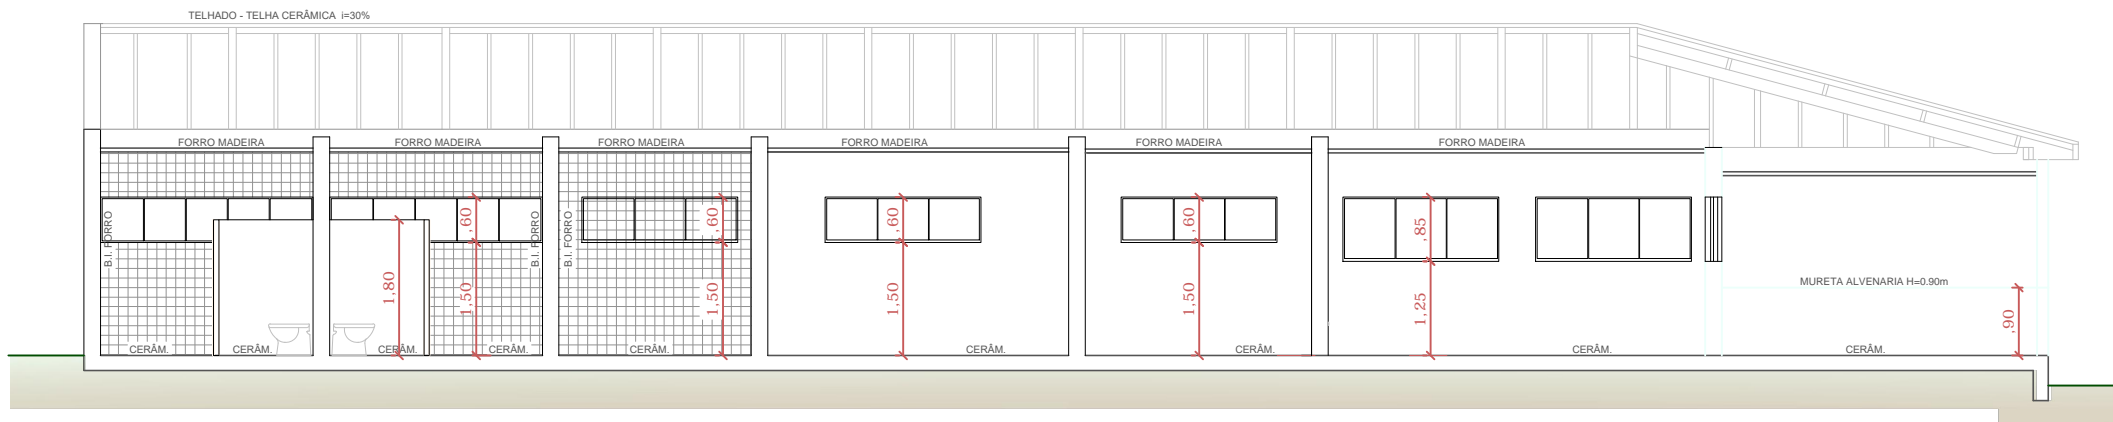 TELHADO - TELHA CERÂMICA i=30%
FORRO MADEIRA
FORRO MADEIRA
FORRO MADEIRA
FORRO MADEIRA
FORRO MADEIRA
FORRO MADEIRA
B.I. FORRO
B.I. FORRO
B.I. FORRO
,60
,60
,60
,60
,85
1,80
1,50
1,50
1,50
1,50
1,25
MURETA ALVENARIA H=0.90m
,90
CERÂM.
CERÂM.
CERÂM.
CERÂM.
CERÂM.
CERÂM.
CERÂM.
CERÂM.
CERÂM.